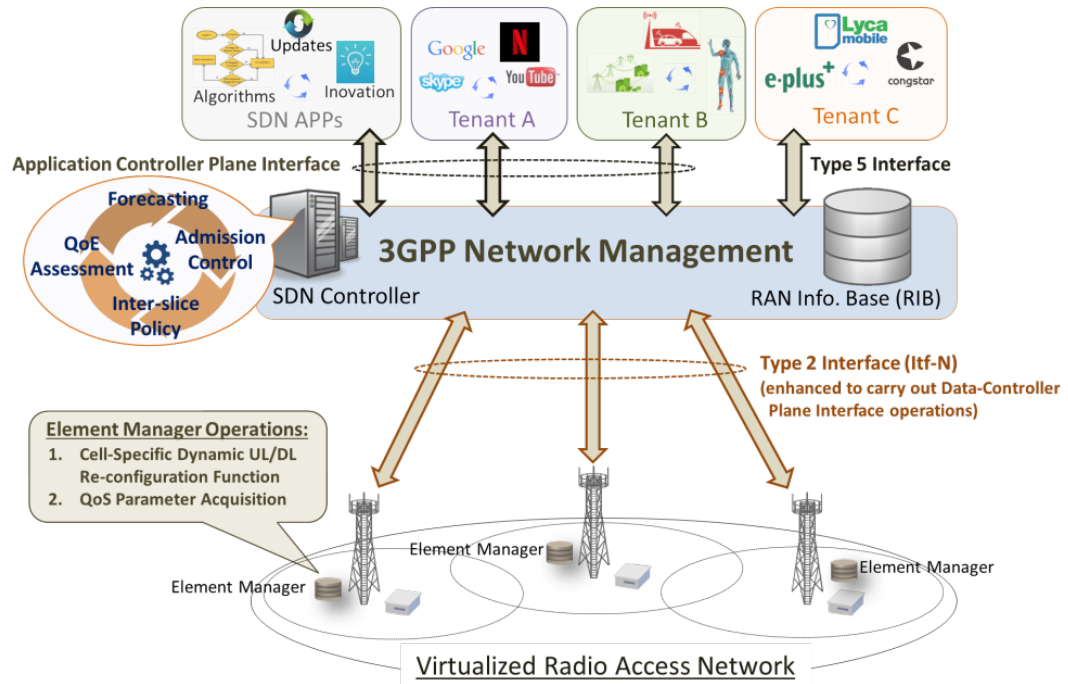 Updates
Algorithms
Inovation
SDN APPs
Google
N
skype
YouTube
Tenant A
Tenant B
Lyca
mobile
e·plus+
congstar
Tenant C
Application Controller Plane Interface
Type 5 Interface
Forecasting
QoE
Assessment
Admission
Control
Inter-slice
Policy
3GPP Network Management
SDN Controller
RAN Info. Base (RIB)
Type 2 Interface (Itf-N)
(enhanced to carry out Data-Controller
Plane Interface operations)
Element Manager Operations:
1. Cell-Specific Dynamic UL/DL
Re-configuration Function
2. QoS Parameter Acquisition
Element Manager
Element Manager
Element Manager
Virtualized Radio Access Network